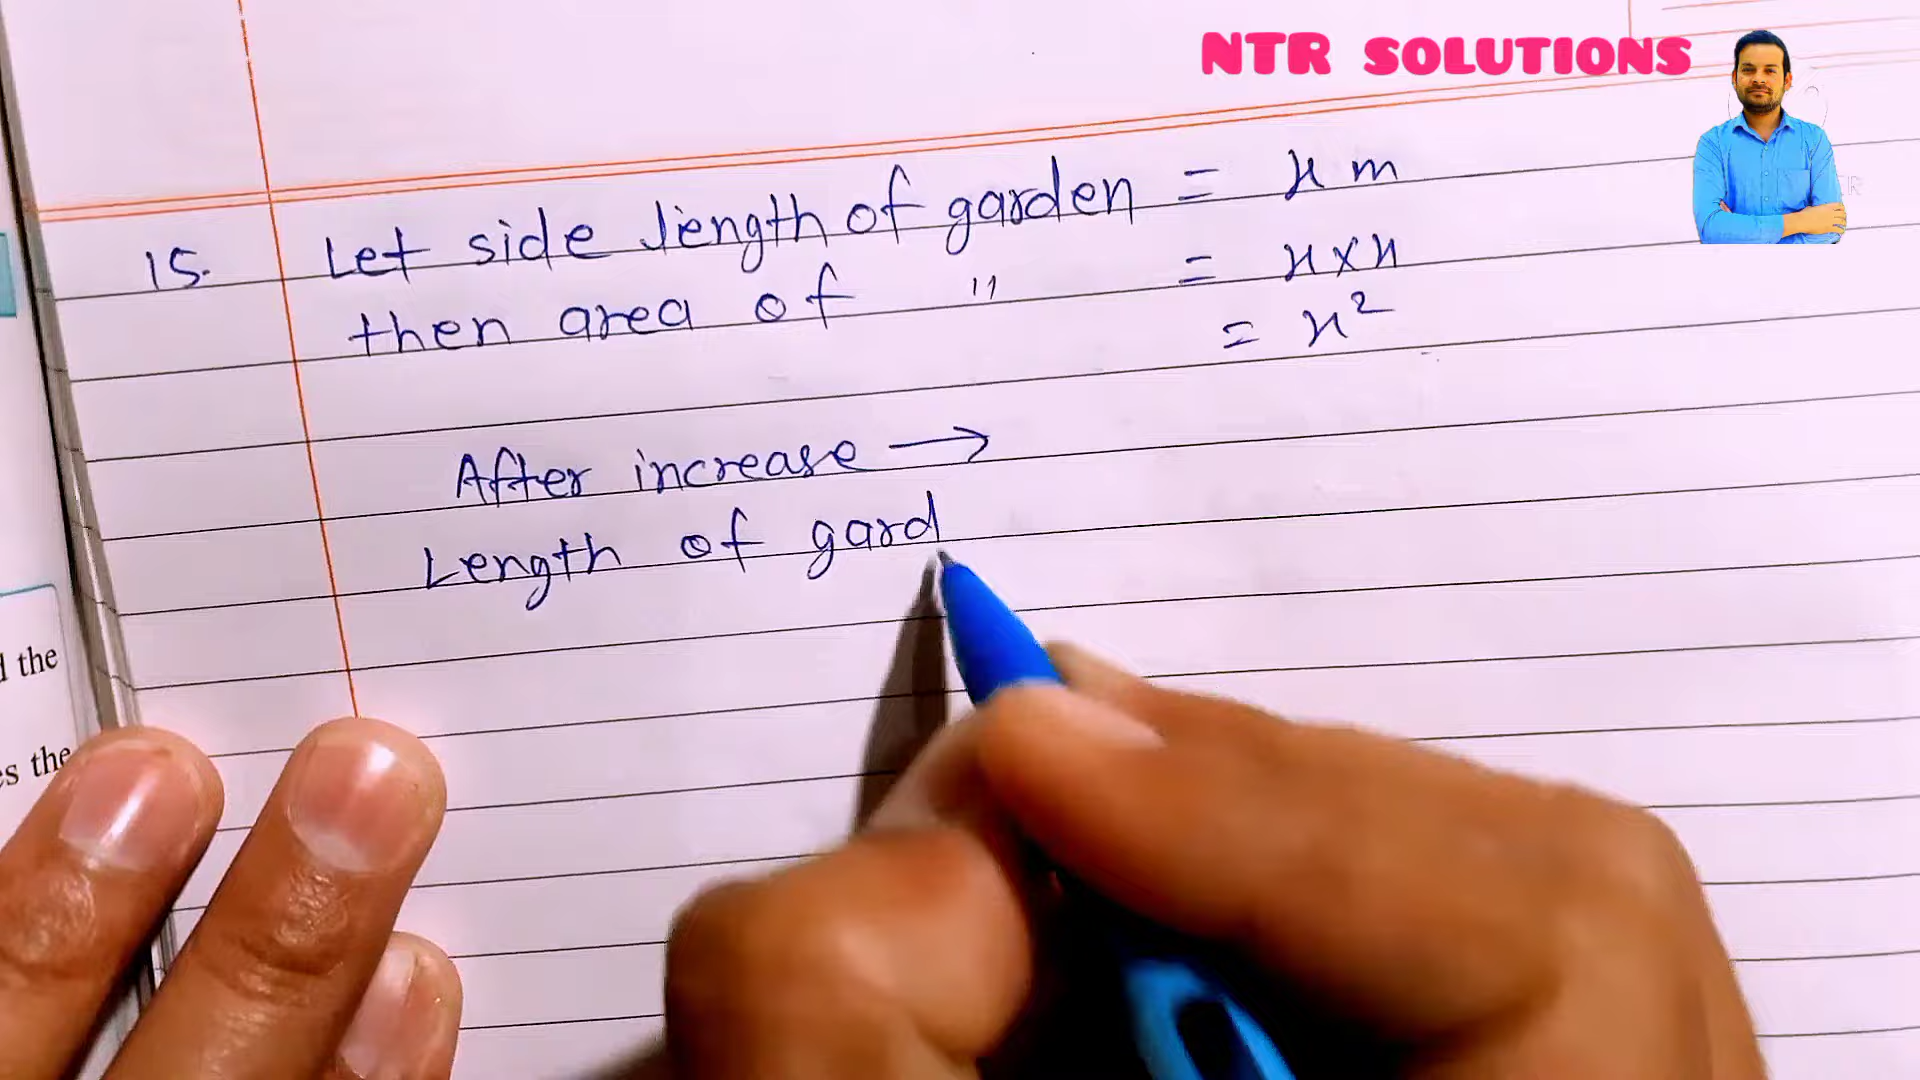 NTR SOLUTIONS
15. Let side length of garden = x m
then area of " = x×x
= x²
After increase →
Length of gard
d the
es the